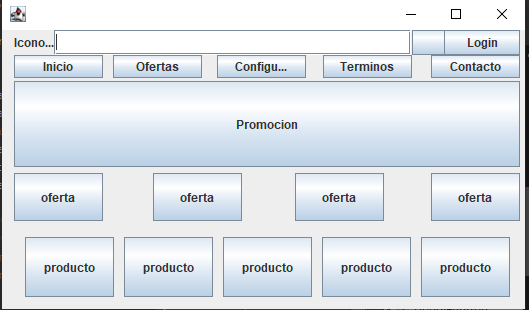 Icono... Login
Inicio Ofertas Configu... Terminos Contacto
Promocion
oferta oferta oferta oferta
producto producto producto producto producto